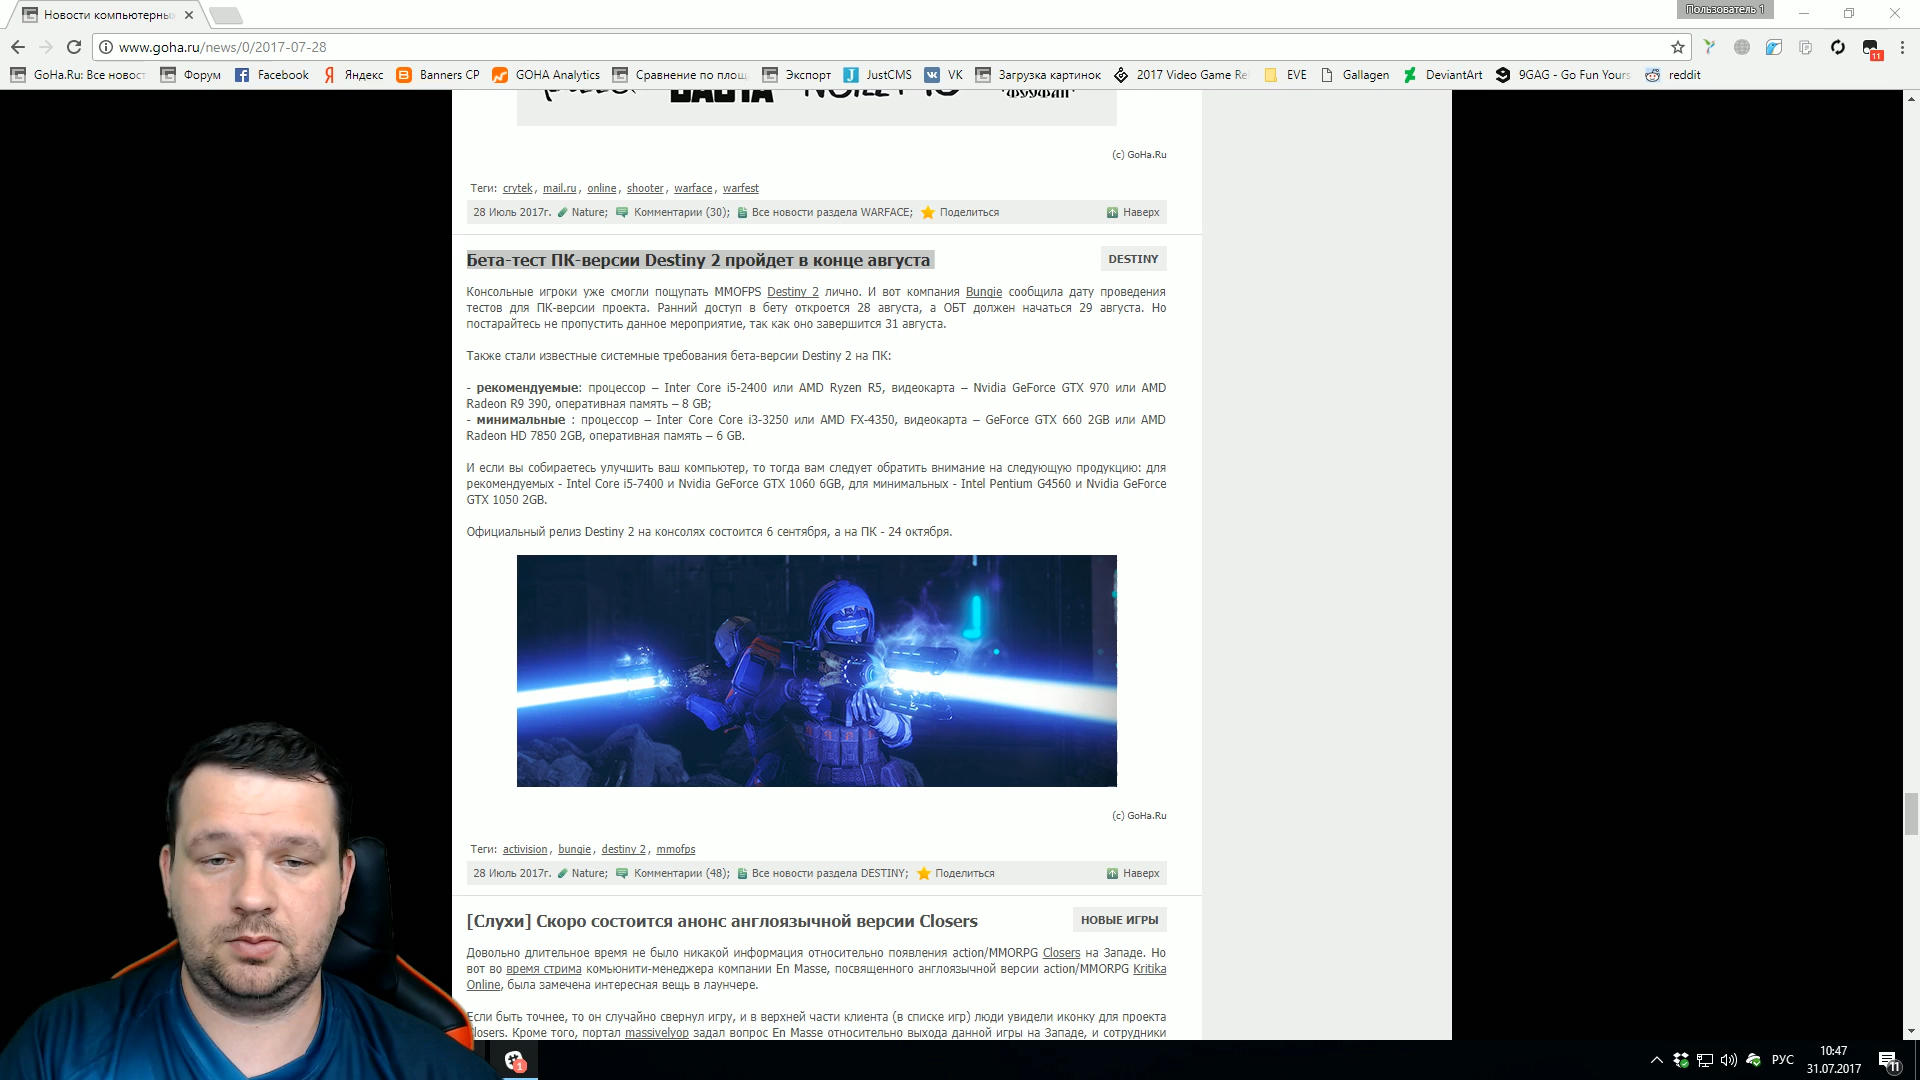 Новости компьютерны
Пользователь 1
www.goha.ru/news/0/2017-07-28
11
GoHa.Ru: Все новост Форум Facebook Яндекс Banners CP GOHA Analytics Сравнение по площ Экспорт JustCMS VK Загрузка картинок 2017 Video Game Rel EVE Gallagen DeviantArt 9GAG - Go Fun Yours reddit
(c) GoHa.Ru
Теги: crytek, mail.ru, online, shooter, warface, warfest
28 Июль 2017г. Nature; Комментарии (30); Все новости раздела WARFACE; Поделиться Наверх
Бета-тест ПК-версии Destiny 2 пройдет в конце августа DESTINY
Консольные игроки уже смогли пощупать MMOFPS Destiny 2 лично. И вот компания Bungie сообщила дату проведения
тестов для ПК-версии проекта. Ранний доступ в бету откроется 28 августа, а ОБТ должен начаться 29 августа. Но
постарайтесь не пропустить данное мероприятие, так как оно завершится 31 августа.
Также стали известные системные требования бета-версии Destiny 2 на ПК:
- рекомендуемые: процессор – Inter Core i5-2400 или AMD Ryzen R5, видеокарта – Nvidia GeForce GTX 970 или AMD
Radeon R9 390, оперативная память – 8 GB;
- минимальные : процессор – Inter Core Core i3-3250 или AMD FX-4350, видеокарта – GeForce GTX 660 2GB или AMD
Radeon HD 7850 2GB, оперативная память – 6 GB.
И если вы собираетесь улучшить ваш компьютер, то тогда вам следует обратить внимание на следующую продукцию: для
рекомендуемых - Intel Core i5-7400 и Nvidia GeForce GTX 1060 6GB, для минимальных - Intel Pentium G4560 и Nvidia GeForce
GTX 1050 2GB.
Официальный релиз Destiny 2 на консолях состоится 6 сентября, а на ПК - 24 октября.
(c) GoHa.Ru
Теги: activision, bungie, destiny 2, mmofps
28 Июль 2017г. Nature; Комментарии (48); Все новости раздела DESTINY; Поделиться Наверх
[Слухи] Скоро состоится анонс англоязычной версии Closers НОВЫЕ ИГРЫ
Довольно длительное время не было никакой информация относительно появления action/MMORPG Closers на Западе. Но
вот во время стрима комьюнити-менеджера компании En Masse, посвященного англоязычной версии action/MMORPG Kritika
Online, была замечена интересная вещь в лаунчере.
Если быть точнее, то он случайно свернул игру, и в верхней части клиента (в списке игр) люди увидели иконку для проекта
Closers. Кроме того, портал massivelyop задал вопрос En Masse относительно выхода данной игры на Западе, и сотрудники
1
РУС
10:47
31.07.2017
11